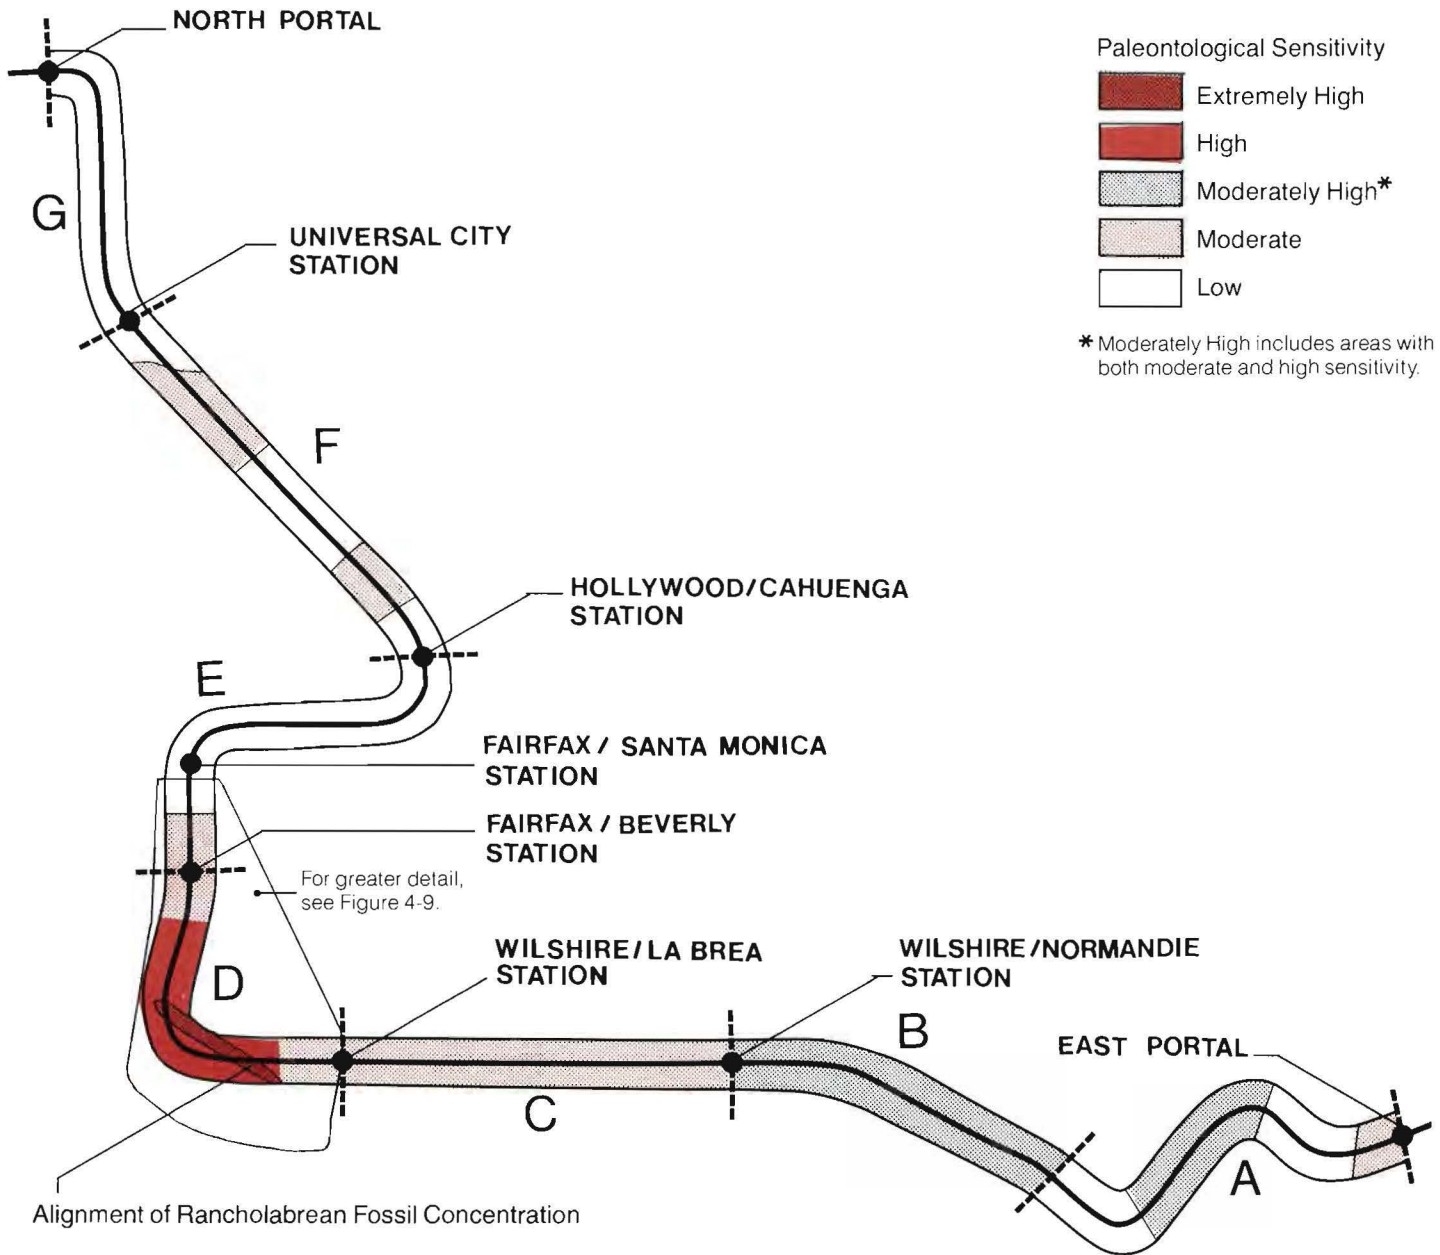 NORTH PORTAL
Paleontological Sensitivity
Extremely High
High
Moderately High*
Moderate
Low
* Moderately High includes areas with
both moderate and high sensitivity.
G
UNIVERSAL CITY
STATION
F
HOLLYWOOD/CAHUENGA
STATION
E
FAIRFAX / SANTA MONICA
STATION
FAIRFAX / BEVERLY
STATION
For greater detail,
see Figure 4-9.
WILSHIRE/LA BREA
STATION
WILSHIRE/NORMANDIE
STATION
D
B
EAST PORTAL
C
A
Alignment of Rancholabrean Fossil Concentration